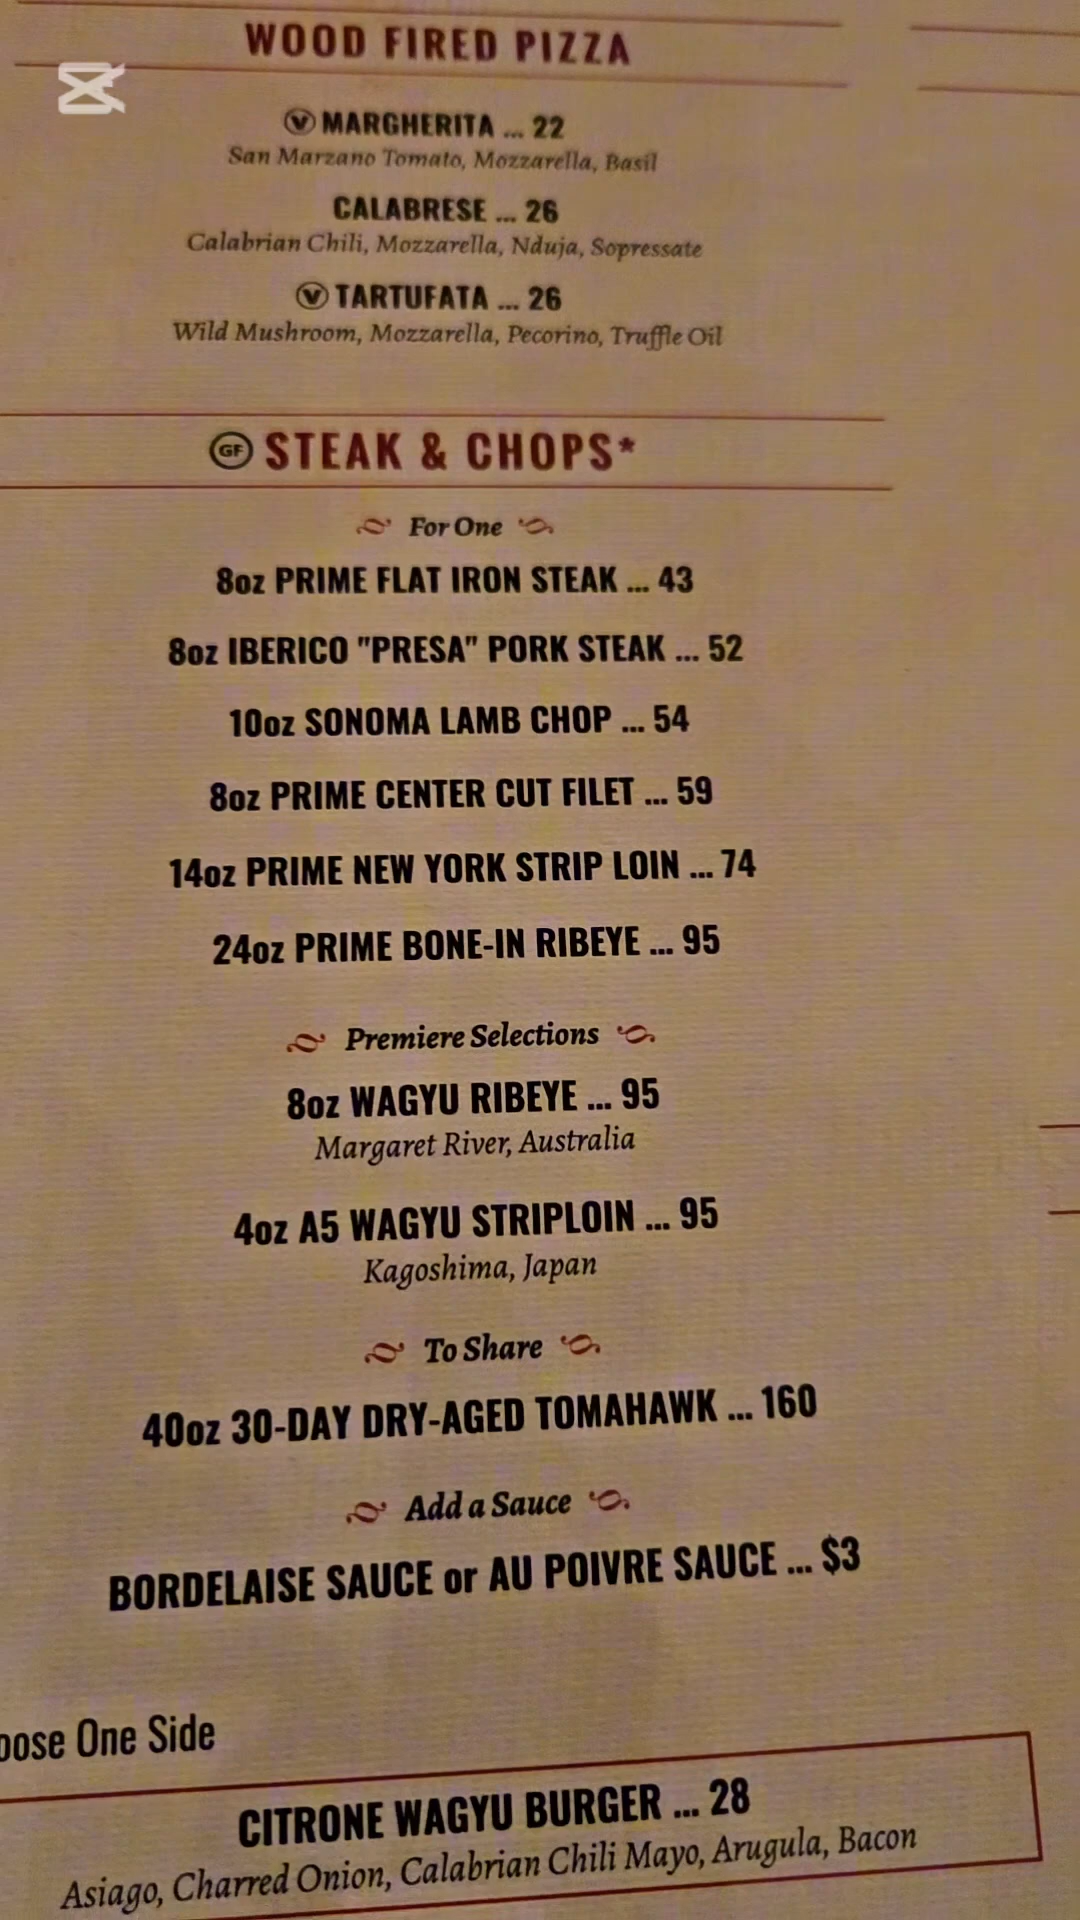 WOOD FIRED PIZZA
V MARGHERITA ... 22
San Marzano Tomato, Mozzarella, Basil
CALABRESE ... 26
Calabrian Chili, Mozzarella, Nduja, Sopressate
V TARTUFATA ... 26
Wild Mushroom, Mozzarella, Pecorino, Truffle Oil
GF STEAK & CHOPS*
For One
8oz PRIME FLAT IRON STEAK ... 43
8oz IBERICO "PRESA" PORK STEAK ... 52
10oz SONOMA LAMB CHOP ... 54
8oz PRIME CENTER CUT FILET ... 59
14oz PRIME NEW YORK STRIP LOIN ... 74
24oz PRIME BONE-IN RIBEYE ... 95
Premiere Selections
8oz WAGYU RIBEYE ... 95
Margaret River, Australia
4oz A5 WAGYU STRIPLOIN ... 95
Kagoshima, Japan
To Share
40oz 30-DAY DRY-AGED TOMAHAWK ... 160
Add a Sauce
BORDELAISE SAUCE or AU POIVRE SAUCE ... $3
oose One Side
CITRONE WAGYU BURGER ... 28
Asiago, Charred Onion, Calabrian Chili Mayo, Arugula, Bacon